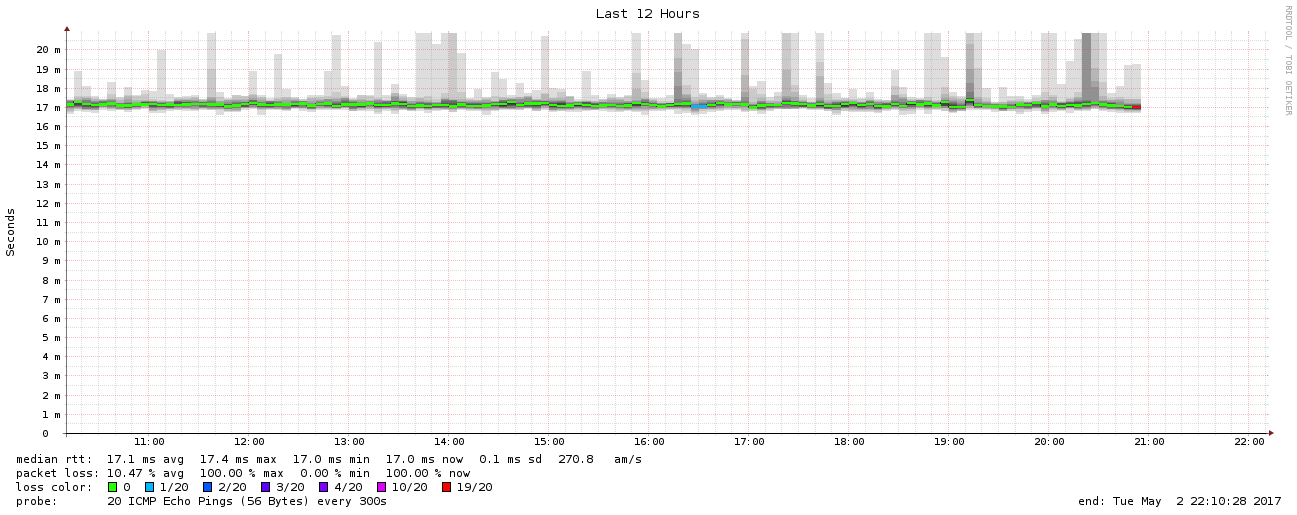 Last 12 Hours
RRDTOOL / TOBI OETIKER
Seconds
20 m
19 m
18 m
17 m
16 m
15 m
14 m
13 m
12 m
11 m
10 m
9 m
8 m
7 m
6 m
5 m
4 m
3 m
2 m
1 m
0
11:00 12:00 13:00 14:00 15:00 16:00 17:00 18:00 19:00 20:00 21:00 22:00
median rtt: 17.1 ms avg 17.4 ms max 17.0 ms min 17.0 ms now 0.1 ms sd 270.8 am/s
packet loss: 10.47 % avg 100.00 % max 0.00 % min 100.00 % now
loss color: 0 1/20 2/20 3/20 4/20 10/20 19/20
probe: 20 ICMP Echo Pings (56 Bytes) every 300s end: Tue May 2 22:10:28 2017